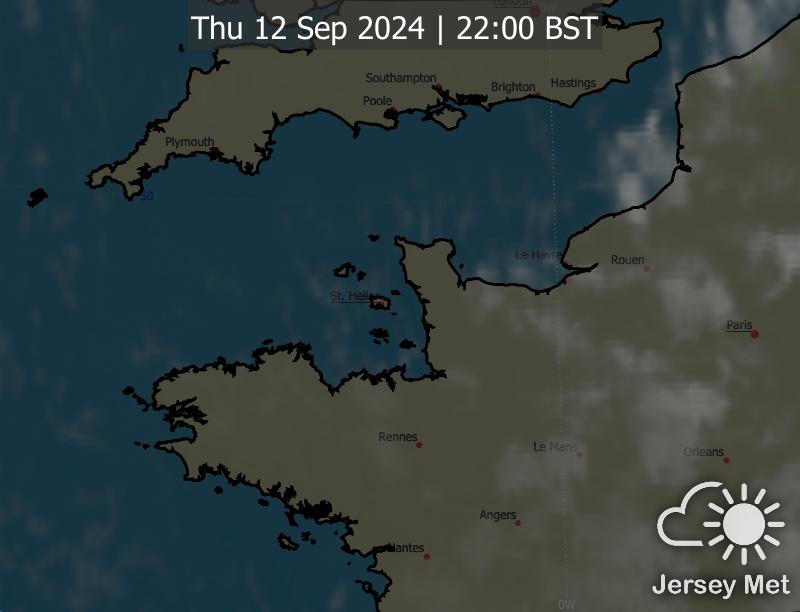 London
0W
Thu 12 Sep 2024 | 22:00 BST
Southampton
Brighton
Hastings
Poole
Plymouth
50
Le Havre
Rouen
St. Helier
Paris
Rennes
Le Mans
Orleans
Angers
Nantes
Jersey Met
0W